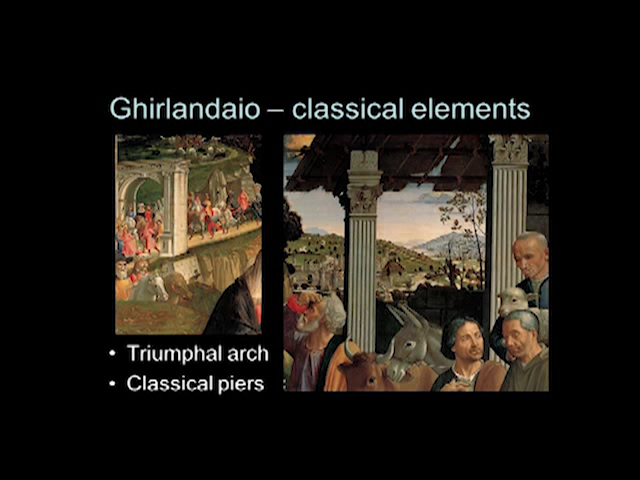 Ghirlandaio – classical elements
• Triumphal arch
• Classical piers